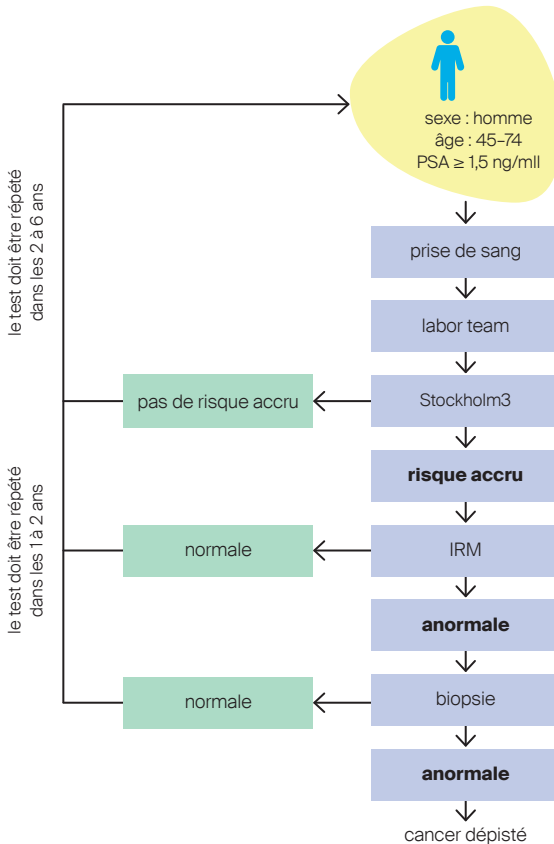 sexe : homme
âge : 45–74
PSA ≥ 1,5 ng/mll
prise de sang
labor team
le test doit être répété
dans les 2 à 6 ans
pas de risque accru
Stockholm3
risque accru
le test doit être répété
dans les 1 à 2 ans
normale
IRM
anormale
normale
biopsie
anormale
cancer dépisté